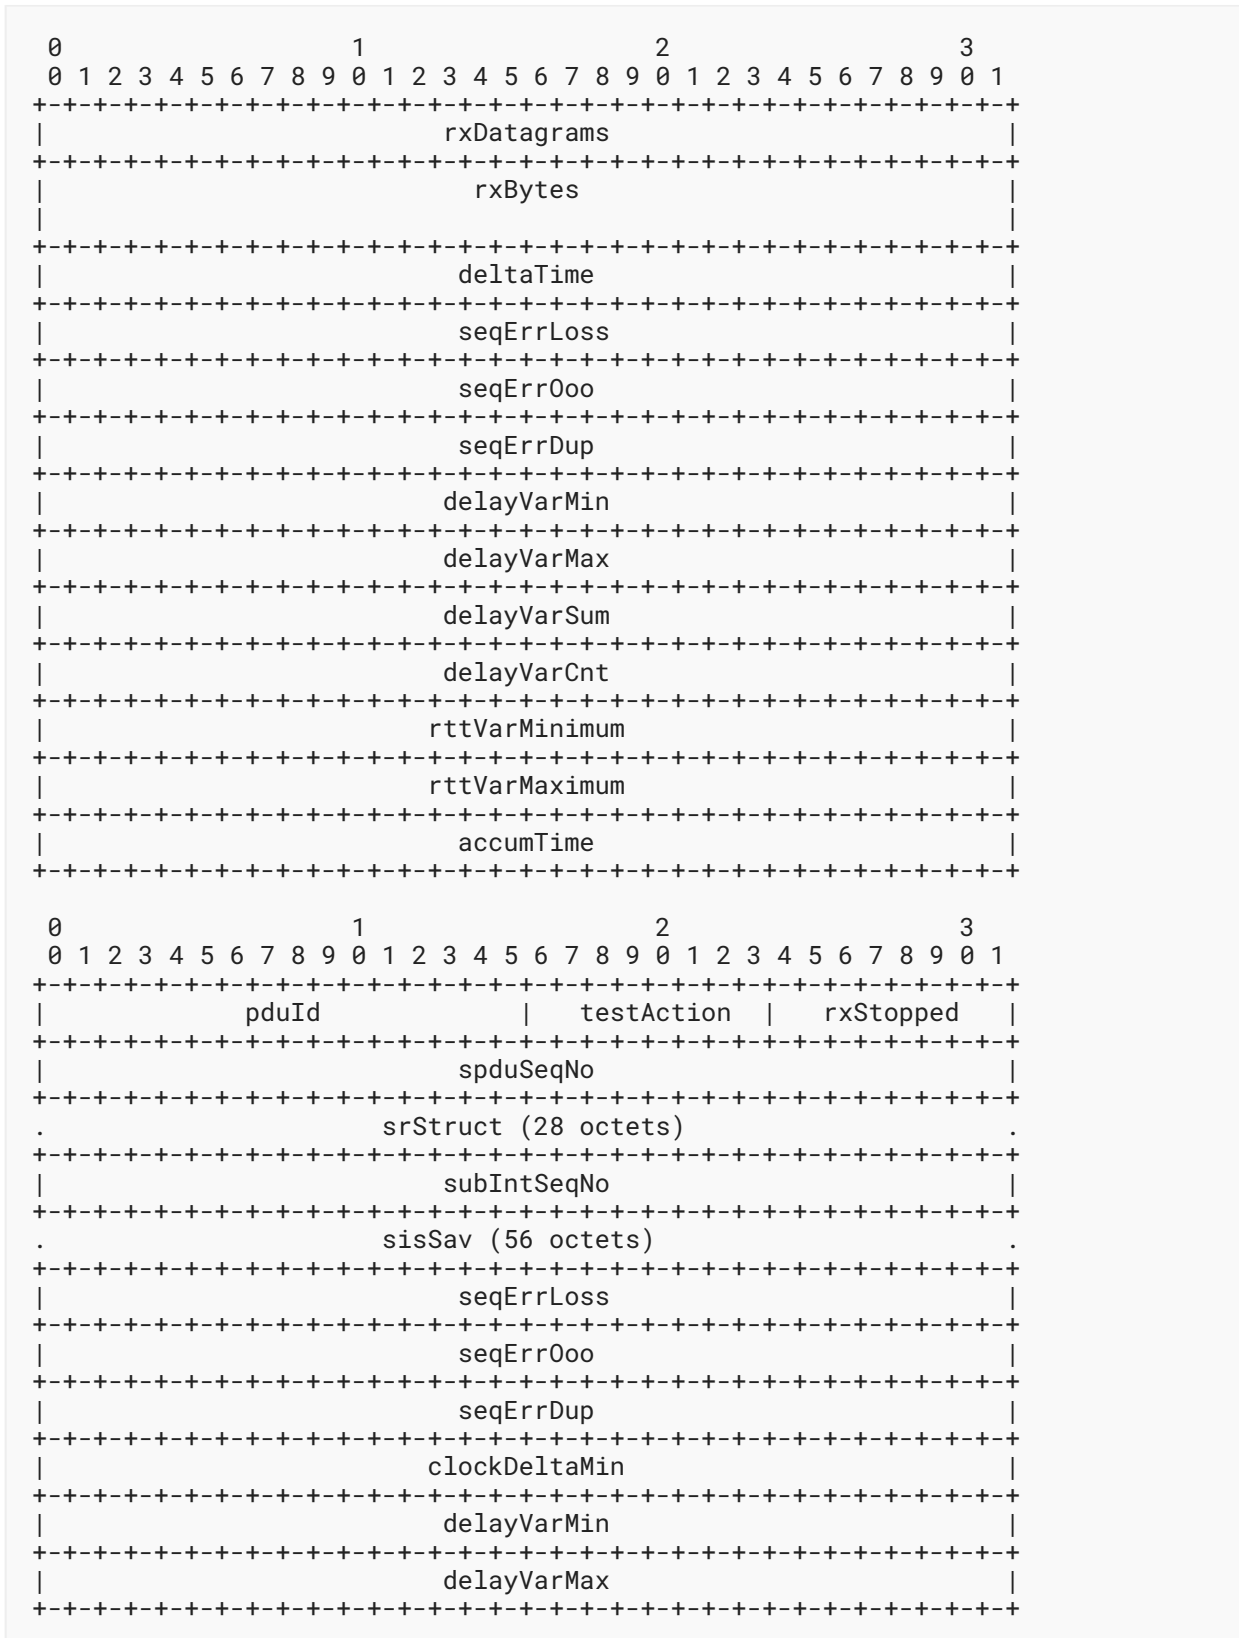 0                   1                   2                   3
 0 1 2 3 4 5 6 7 8 9 0 1 2 3 4 5 6 7 8 9 0 1 2 3 4 5 6 7 8 9 0 1
+-+-+-+-+-+-+-+-+-+-+-+-+-+-+-+-+-+-+-+-+-+-+-+-+-+-+-+-+-+-+-+-+
|                          rxDatagrams                          |
+-+-+-+-+-+-+-+-+-+-+-+-+-+-+-+-+-+-+-+-+-+-+-+-+-+-+-+-+-+-+-+-+
|                            rxBytes                            |
|                                                               |
+-+-+-+-+-+-+-+-+-+-+-+-+-+-+-+-+-+-+-+-+-+-+-+-+-+-+-+-+-+-+-+-+
|                           deltaTime                           |
+-+-+-+-+-+-+-+-+-+-+-+-+-+-+-+-+-+-+-+-+-+-+-+-+-+-+-+-+-+-+-+-+
|                           seqErrLoss                          |
+-+-+-+-+-+-+-+-+-+-+-+-+-+-+-+-+-+-+-+-+-+-+-+-+-+-+-+-+-+-+-+-+
|                           seqErrOoo                           |
+-+-+-+-+-+-+-+-+-+-+-+-+-+-+-+-+-+-+-+-+-+-+-+-+-+-+-+-+-+-+-+-+
|                           seqErrDup                           |
+-+-+-+-+-+-+-+-+-+-+-+-+-+-+-+-+-+-+-+-+-+-+-+-+-+-+-+-+-+-+-+-+
|                          delayVarMin                          |
+-+-+-+-+-+-+-+-+-+-+-+-+-+-+-+-+-+-+-+-+-+-+-+-+-+-+-+-+-+-+-+-+
|                          delayVarMax                          |
+-+-+-+-+-+-+-+-+-+-+-+-+-+-+-+-+-+-+-+-+-+-+-+-+-+-+-+-+-+-+-+-+
|                          delayVarSum                          |
+-+-+-+-+-+-+-+-+-+-+-+-+-+-+-+-+-+-+-+-+-+-+-+-+-+-+-+-+-+-+-+-+
|                          delayVarCnt                          |
+-+-+-+-+-+-+-+-+-+-+-+-+-+-+-+-+-+-+-+-+-+-+-+-+-+-+-+-+-+-+-+-+
|                         rttVarMinimum                         |
+-+-+-+-+-+-+-+-+-+-+-+-+-+-+-+-+-+-+-+-+-+-+-+-+-+-+-+-+-+-+-+-+
|                         rttVarMaximum                         |
+-+-+-+-+-+-+-+-+-+-+-+-+-+-+-+-+-+-+-+-+-+-+-+-+-+-+-+-+-+-+-+-+
|                           accumTime                           |
+-+-+-+-+-+-+-+-+-+-+-+-+-+-+-+-+-+-+-+-+-+-+-+-+-+-+-+-+-+-+-+-+

 0                   1                   2                   3
 0 1 2 3 4 5 6 7 8 9 0 1 2 3 4 5 6 7 8 9 0 1 2 3 4 5 6 7 8 9 0 1
+-+-+-+-+-+-+-+-+-+-+-+-+-+-+-+-+-+-+-+-+-+-+-+-+-+-+-+-+-+-+-+-+
|             pduId             |   testAction  |   rxStopped   |
+-+-+-+-+-+-+-+-+-+-+-+-+-+-+-+-+-+-+-+-+-+-+-+-+-+-+-+-+-+-+-+-+
|                           spduSeqNo                           |
+-+-+-+-+-+-+-+-+-+-+-+-+-+-+-+-+-+-+-+-+-+-+-+-+-+-+-+-+-+-+-+-+
.                      srStruct (28 octets)                     .
+-+-+-+-+-+-+-+-+-+-+-+-+-+-+-+-+-+-+-+-+-+-+-+-+-+-+-+-+-+-+-+-+
|                          subIntSeqNo                          |
+-+-+-+-+-+-+-+-+-+-+-+-+-+-+-+-+-+-+-+-+-+-+-+-+-+-+-+-+-+-+-+-+
.                      sisSav (56 octets)                       .
+-+-+-+-+-+-+-+-+-+-+-+-+-+-+-+-+-+-+-+-+-+-+-+-+-+-+-+-+-+-+-+-+
|                           seqErrLoss                          |
+-+-+-+-+-+-+-+-+-+-+-+-+-+-+-+-+-+-+-+-+-+-+-+-+-+-+-+-+-+-+-+-+
|                           seqErrOoo                           |
+-+-+-+-+-+-+-+-+-+-+-+-+-+-+-+-+-+-+-+-+-+-+-+-+-+-+-+-+-+-+-+-+
|                           seqErrDup                           |
+-+-+-+-+-+-+-+-+-+-+-+-+-+-+-+-+-+-+-+-+-+-+-+-+-+-+-+-+-+-+-+-+
|                         clockDeltaMin                         |
+-+-+-+-+-+-+-+-+-+-+-+-+-+-+-+-+-+-+-+-+-+-+-+-+-+-+-+-+-+-+-+-+
|                          delayVarMin                          |
+-+-+-+-+-+-+-+-+-+-+-+-+-+-+-+-+-+-+-+-+-+-+-+-+-+-+-+-+-+-+-+-+
|                          delayVarMax                          |
+-+-+-+-+-+-+-+-+-+-+-+-+-+-+-+-+-+-+-+-+-+-+-+-+-+-+-+-+-+-+-+-+